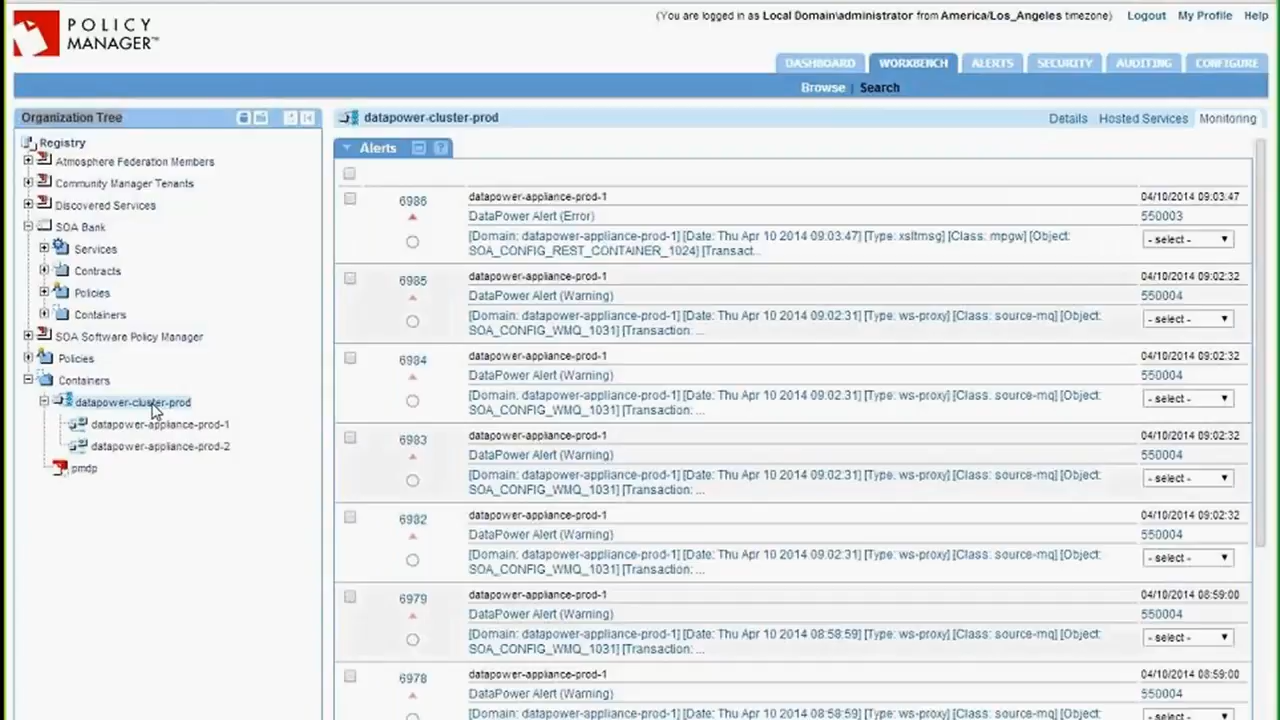 POLICY
MANAGER™
(You are logged in as Local Domain\administrator from America/Los_Angeles timezone)
Logout
My Profile
Help
DASHBOARD
WORKBENCH
ALERTS
SECURITY
AUDITING
CONFIGURE
Browe | Search
Organization Tree
Registry
Atmosphere Federation Members
Community Manager Tenants
Discovered Services
SOA Bank
Services
Contracts
Policies
Containers
SOA Software Policy Manager
Policies
Containers
datapower-cluster-prod
datapower-appliance-prod-1
datapower-appliance-prod-2
pmdp
datapower-cluster-prod
Details
Hosted Services
Monitoring
Alerts
6986
datapower-appliance-prod-1
04/10/2014 09:03:47
DataPower Alert (Error)
550003
[Domain: datapower-appliance-prod-1] [Date: Thu Apr 10 2014 09:03:47] [Type: xsltmsg] [Class: mpgw] [Object:
SOA_CONFIG_REST_CONTAINER_1024] [Transact...
- select -
6985
datapower-appliance-prod-1
04/10/2014 09:02:32
DataPower Alert (Warning)
550004
[Domain: datapower-appliance-prod-1] [Date: Thu Apr 10 2014 09:02:31] [Type: ws-proxy] [Class: source-mq] [Object:
SOA_CONFIG_WMQ_1031] [Transaction: ...
- select -
6984
datapower-appliance-prod-1
04/10/2014 09:02:32
DataPower Alert (Warning)
550004
[Domain: datapower-appliance-prod-1] [Date: Thu Apr 10 2014 09:02:31] [Type: ws-proxy] [Class: source-mq] [Object:
SOA_CONFIG_WMQ_1031] [Transaction: ...
- select -
6983
datapower-appliance-prod-1
04/10/2014 09:02:32
DataPower Alert (Warning)
550004
[Domain: datapower-appliance-prod-1] [Date: Thu Apr 10 2014 09:02:31] [Type: ws-proxy] [Class: source-mq] [Object:
SOA_CONFIG_WMQ_1031] [Transaction: ...
- select -
6982
datapower-appliance-prod-1
04/10/2014 09:02:32
DataPower Alert (Warning)
550004
[Domain: datapower-appliance-prod-1] [Date: Thu Apr 10 2014 09:02:31] [Type: ws-proxy] [Class: source-mq] [Object:
SOA_CONFIG_WMQ_1031] [Transaction: ...
- select -
6979
datapower-appliance-prod-1
04/10/2014 08:59:00
DataPower Alert (Warning)
550004
[Domain: datapower-appliance-prod-1] [Date: Thu Apr 10 2014 08:58:59] [Type: ws-proxy] [Class: source-mq] [Object:
SOA_CONFIG_WMQ_1031] [Transaction: ...
- select -
6978
datapower-appliance-prod-1
04/10/2014 08:59:00
DataPower Alert (Warning)
550004
[Domain: datapower-appliance-prod-1] [Date: Thu Apr 10 2014 08:58:59] [Type: ws-proxy] [Class: source-mq] [Object:
- select -